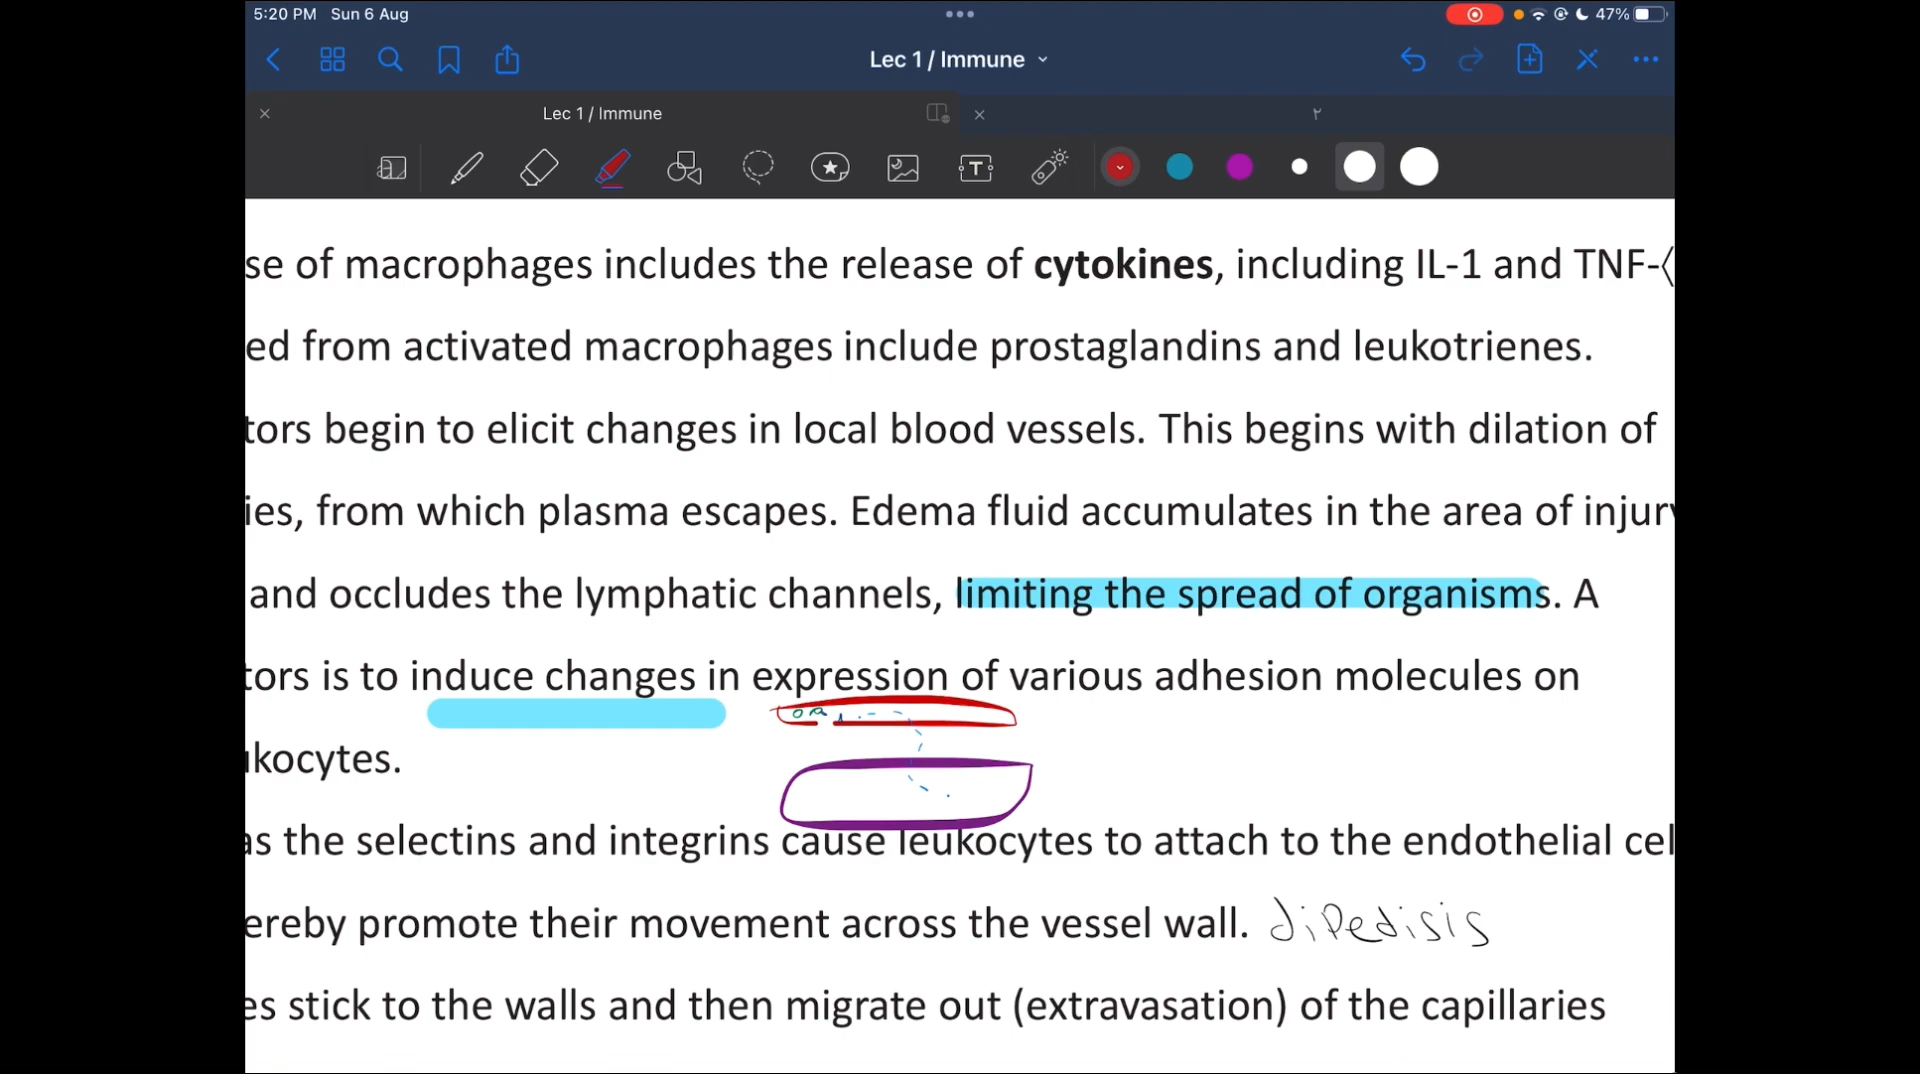 5:20 PM Sun 6 Aug
47%
Lec 1 / Immune
Lec 1 / Immune
٢
se of macrophages includes the release of cytokines, including IL-1 and TNF-〈
ed from activated macrophages include prostaglandins and leukotrienes.
tors begin to elicit changes in local blood vessels. This begins with dilation of
ies, from which plasma escapes. Edema fluid accumulates in the area of injury
and occludes the lymphatic channels, limiting the spread of organisms. A
tors is to induce changes in expression of various adhesion molecules on
ukocytes.
as the selectins and integrins cause leukocytes to attach to the endothelial cel
ereby promote their movement across the vessel wall. dipedisis
es stick to the walls and then migrate out (extravasation) of the capillaries